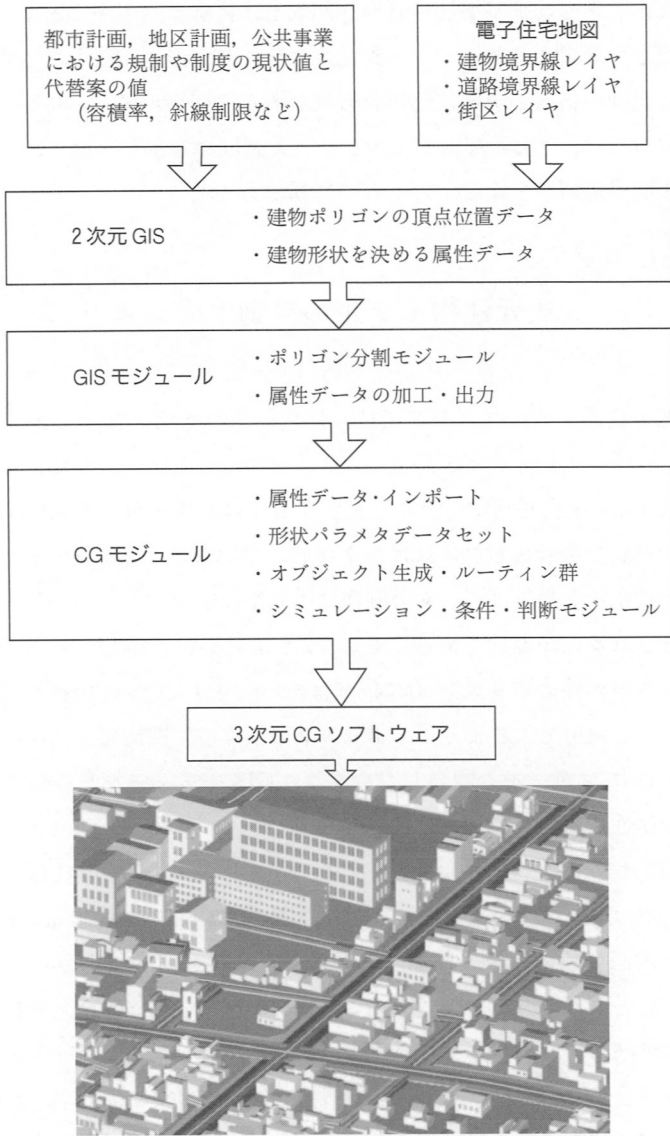 都市計画，地区計画，公共事業
における規制や制度の現状値と
代替案の値
（容積率，斜線制限など）
電子住宅地図
・建物境界線レイヤ
・道路境界線レイヤ
・街区レイヤ
2次元 GIS
・建物ポリゴンの頂点位置データ
・建物形状を決める属性データ
GIS モジュール
・ポリゴン分割モジュール
・属性データの加工・出力
CG モジュール
・属性データ・インポート
・形状パラメタデータセット
・オブジェクト生成・ルーティン群
・シミュレーション・条件・判断モジュール
3次元 CG ソフトウェア